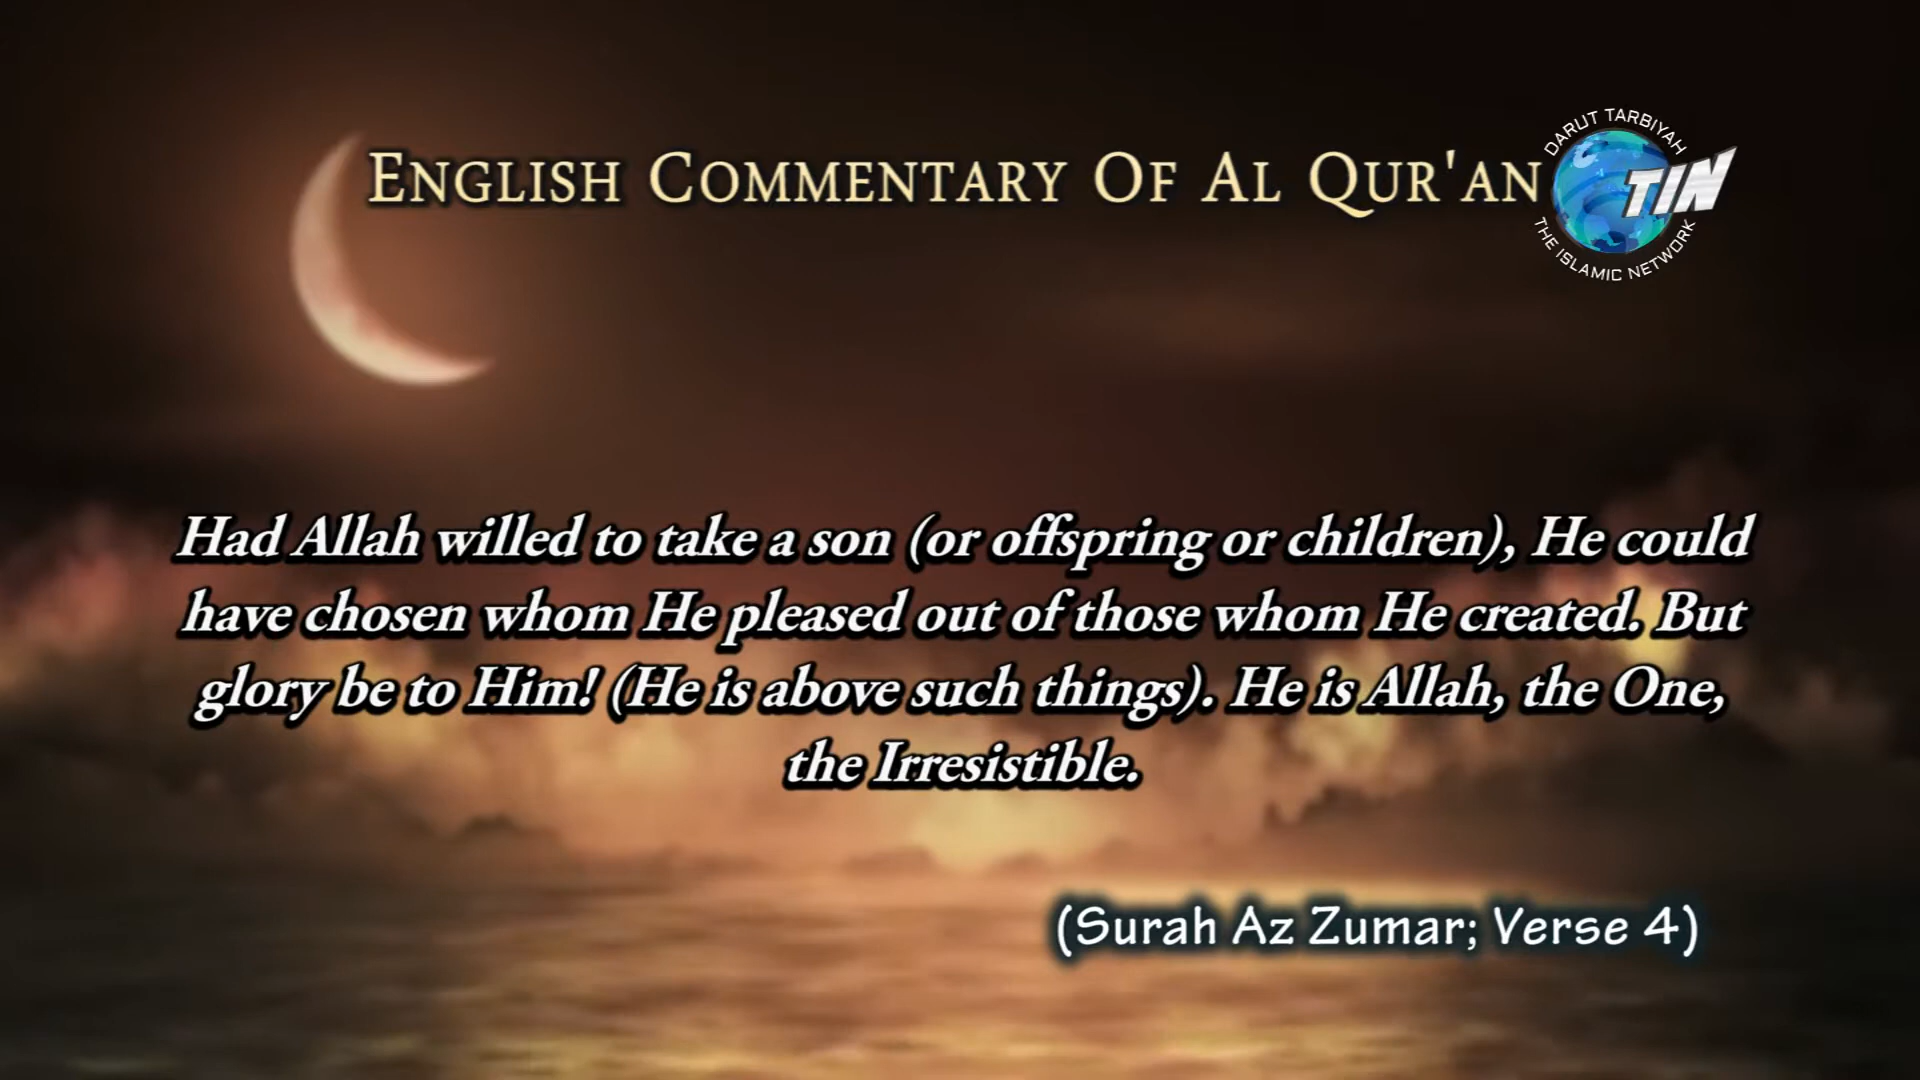 ENGLISH COMMENTARY OF AL QUR'AN
DARUT TARBIYAH
TIN
THE ISLAMIC NETWORK
Had Allah willed to take a son (or offspring or children), He could
have chosen whom He pleased out of those whom He created. But
glory be to Him! (He is above such things). He is Allah, the One,
the Irresistible.
(Surah Az Zumar; Verse 4)